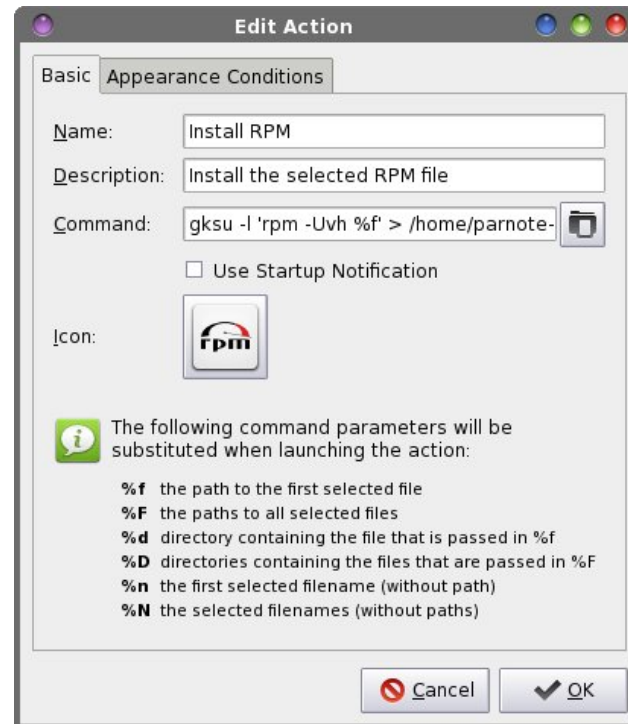 Edit Action
Basic Appearance Conditions
Name: Install RPM
Description: Install the selected RPM file
Command: gksu -l 'rpm -Uvh %f' > /home/parnote-
Use Startup Notification
Icon: rpm
The following command parameters will be
substituted when launching the action:
%f the path to the first selected file
%F the paths to all selected files
%d directory containing the file that is passed in %f
%D directories containing the files that are passed in %F
%n the first selected filename (without path)
%N the selected filenames (without paths)
Cancel OK